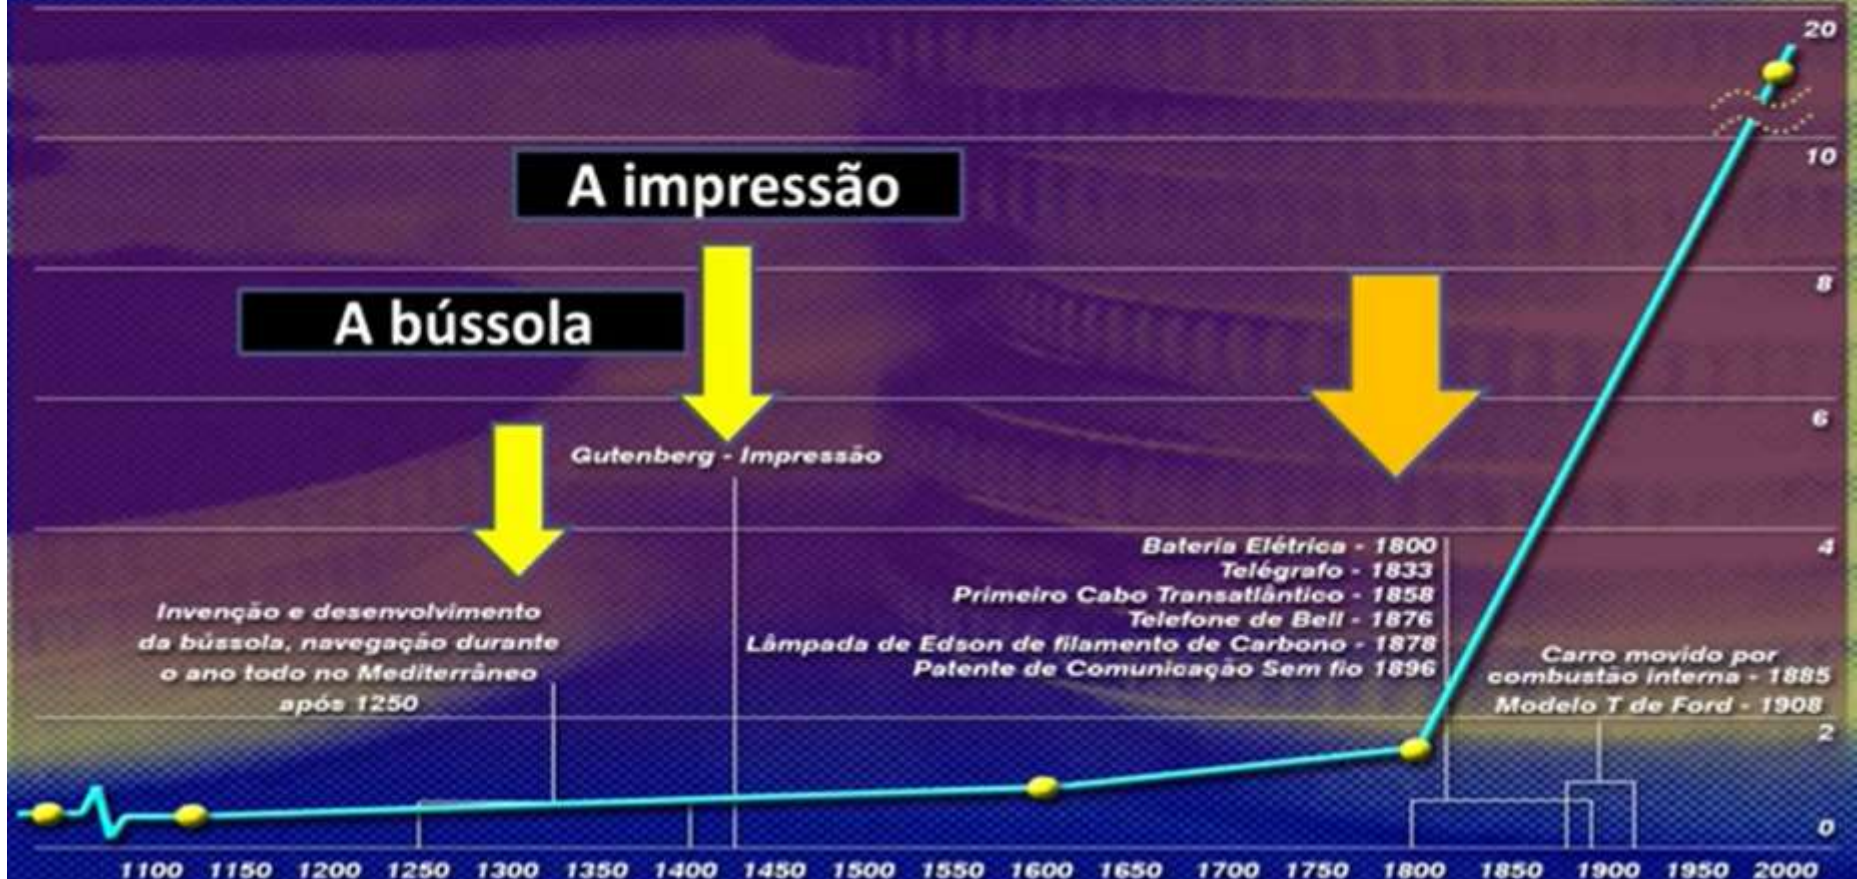 20
A impressão
10
A bússola
8
6
Gutenberg - Impressão
4
Bateria Elétrica - 1800
Telégrafo - 1833
Primeiro Cabo Transatlântico - 1858
Telefone de Bell - 1876
Lâmpada de Edson de filamento de Carbono - 1878
Patente de Comunicação Sem fio 1896
Invenção e desenvolvimento
da bússola, navegação durante
o ano todo no Mediterrâneo
após 1250
Carro movido por
combustão interna - 1885
Modelo T de Ford - 1908
2
0
1100 1150 1200 1250 1300 1350 1400 1450 1500 1550 1600 1650 1700 1750 1800 1850 1900 1950 2000